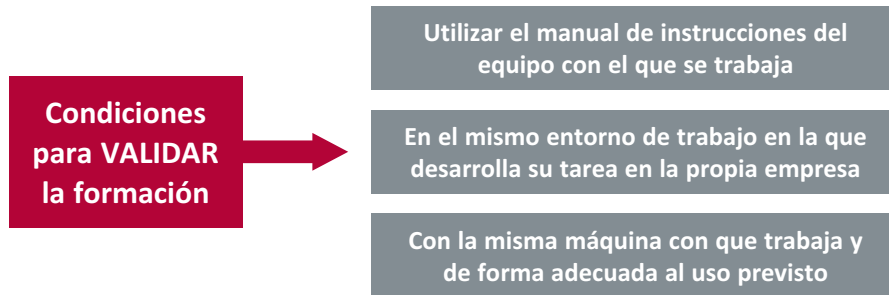 Condiciones
para VALIDAR
la formación
Utilizar el manual de instrucciones del
equipo con el que se trabaja
En el mismo entorno de trabajo en la que
desarrolla su tarea en la propia empresa
Con la misma máquina con que trabaja y
de forma adecuada al uso previsto